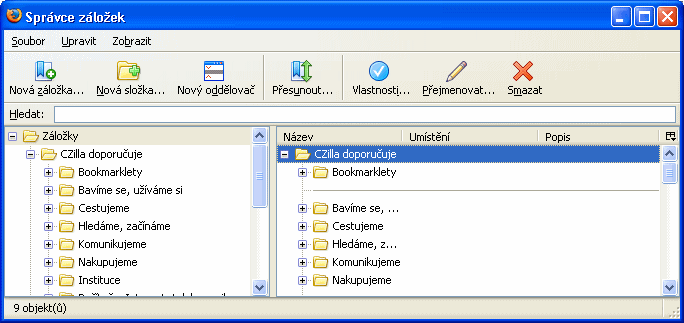 Správce záložek
Soubor Upravit Zobrazit
Nová záložka... Nová složka... Nový oddělovač Přesunout... Vlastnosti... Přejmenovat... Smazat
Hledat:
Záložky
CZilla doporučuje
Bookmarklety
Bavíme se, užíváme si
Cestujeme
Hledáme, začínáme
Komunikujeme
Nakupujeme
Instituce
Název Umístění Popis
CZilla doporučuje
Bookmarklety
Bavíme se, ...
Cestujeme
Hledáme, z...
Komunikujeme
Nakupujeme
9 objekt(ů)